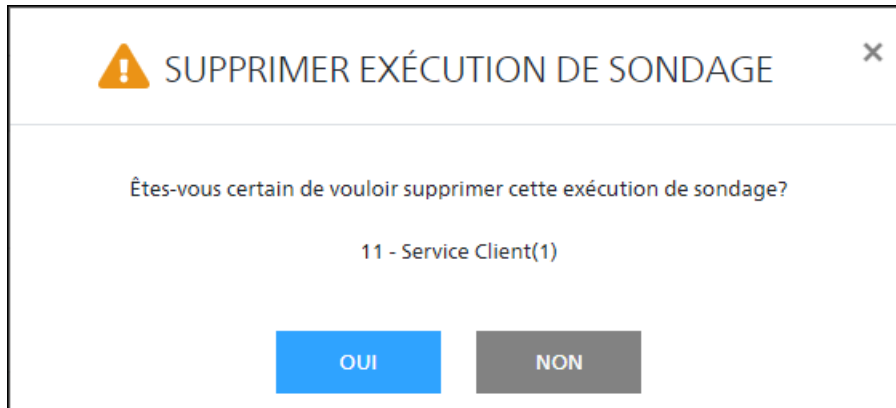 SUPPRIMER EXÉCUTION DE SONDAGE
Êtes-vous certain de vouloir supprimer cette exécution de sondage?
11 - Service Client(1)
OUI
NON